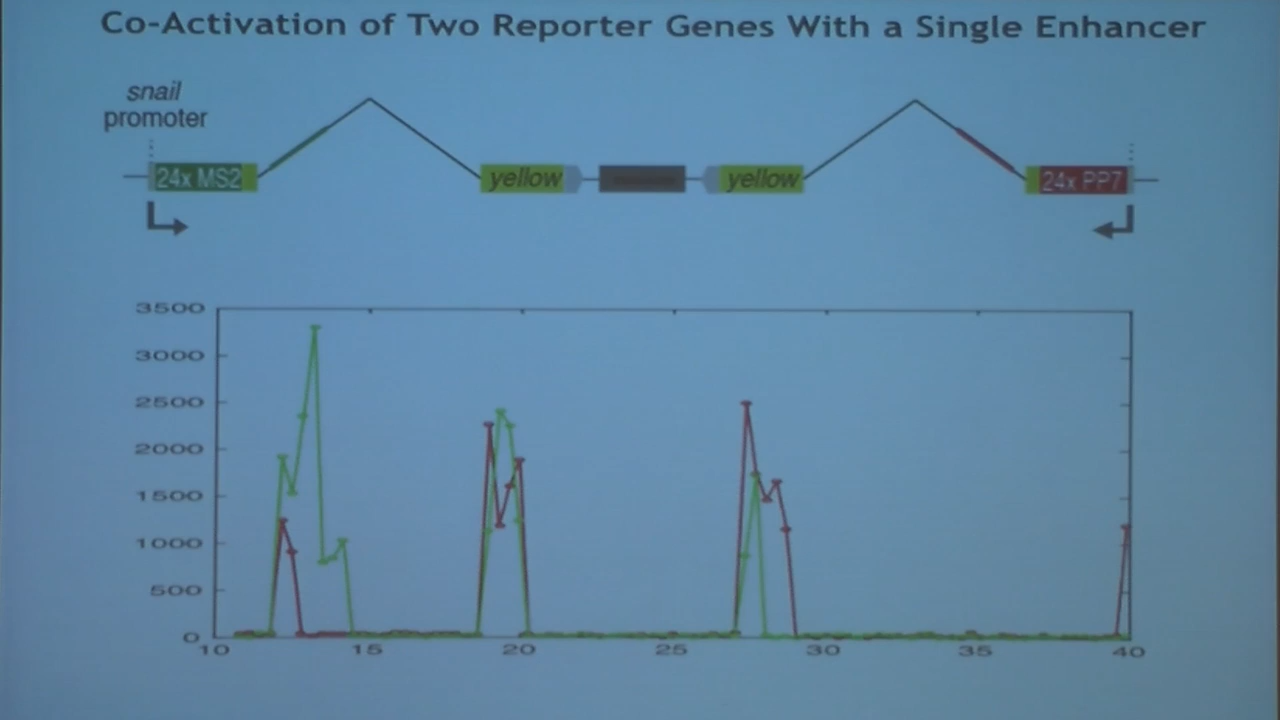 Co-Activation of Two Reporter Genes With a Single Enhancer
snail
promoter
24x MS2
yellow
yellow
24x PP7
3500
3000
2500
2000
1500
1000
500
0
10
15
20
25
30
35
40